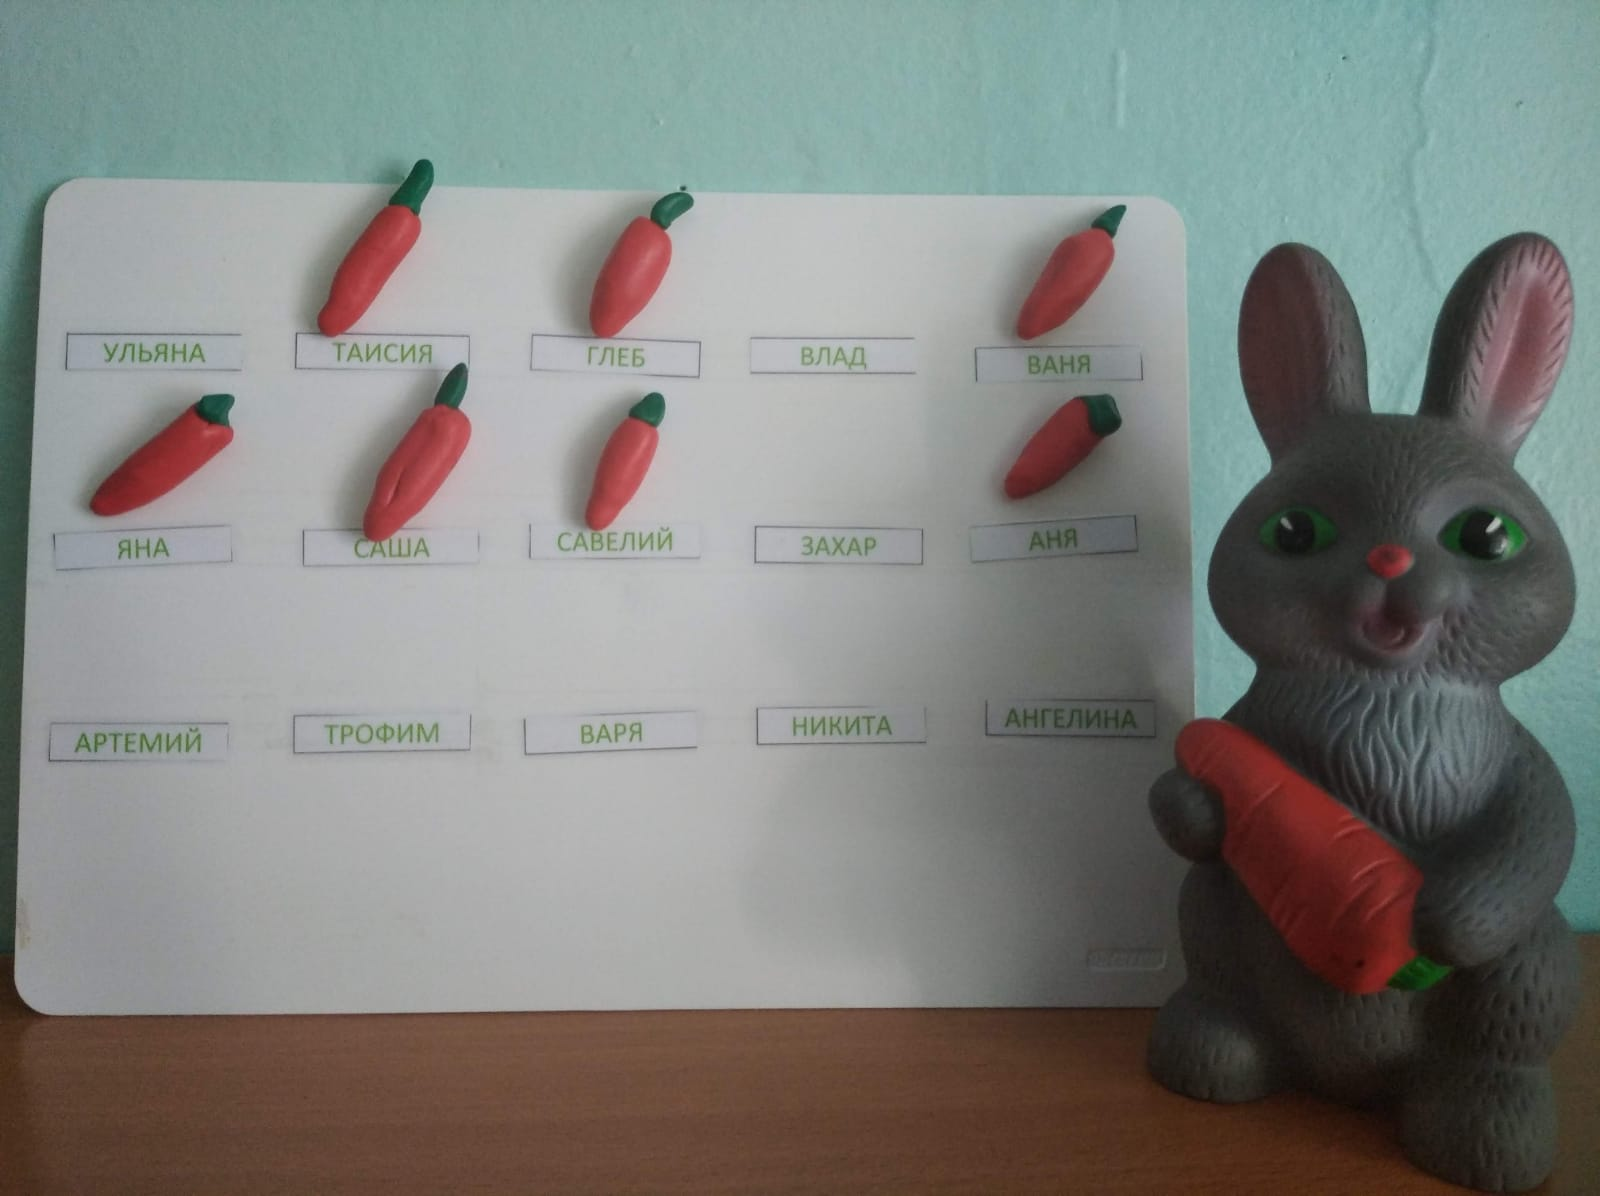 УЛЬЯНА ТАИСИЯ ГЛЕБ ВЛАД ВАНЯ
ЯНА САША САВЕЛИЙ ЗАХАР АНЯ
АРТЕМИЙ ТРОФИМ ВАРЯ НИКИТА АНГЕЛИНА